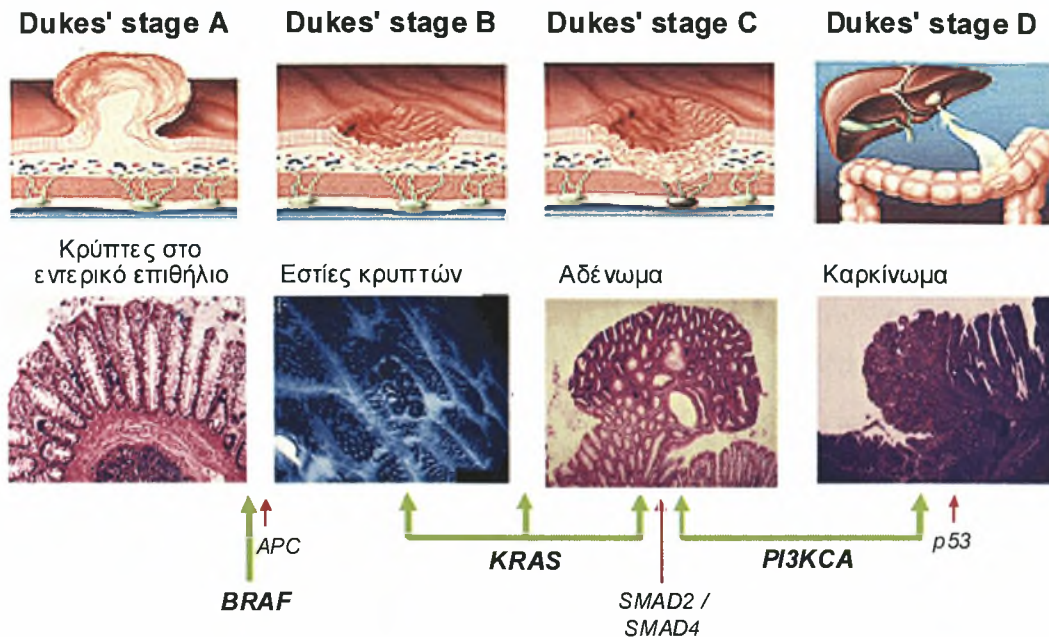 Dukes' stage A
Dukes' stage B
Dukes' stage C
Dukes' stage D
Κρύπτες στο
εντερικό επιθήλιο
Εστίες κρυπτών
Αδένωμα
Καρκίνωμα
APC
BRAF
KRAS
SMAD2 /
SMAD4
PI3KCA
p53